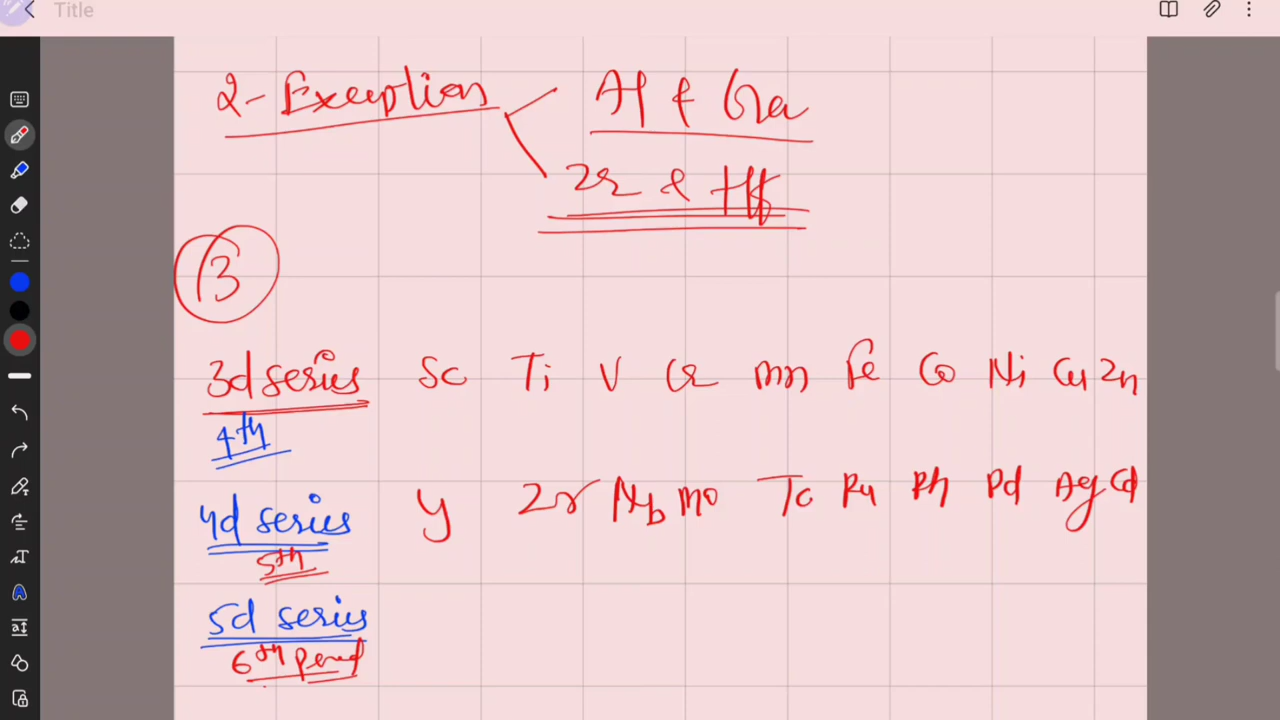 Title
2- Exception
Al & Ga
Zr & Hf
3
3d series Sc Ti V Cr mn Fe Co Ni Cu Zn
4th
4d series Y Zr Nb mo Tc Ru Rh Pd Ag Cd
5th
5d series
6th Period